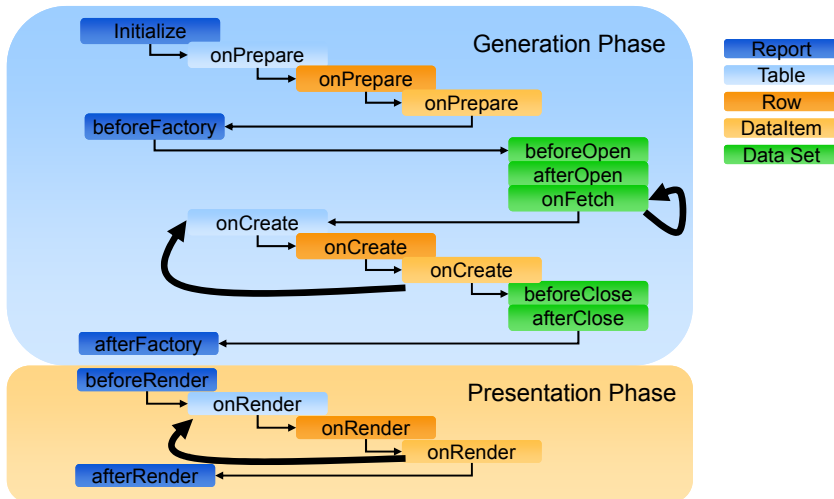 Initialize
Generation Phase
onPrepare
onPrepare
onPrepare
beforeFactory
beforeOpen
afterOpen
onFetch
onCreate
onCreate
onCreate
beforeClose
afterClose
afterFactory
beforeRender
Presentation Phase
onRender
onRender
onRender
afterRender
Report
Table
Row
DataItem
Data Set